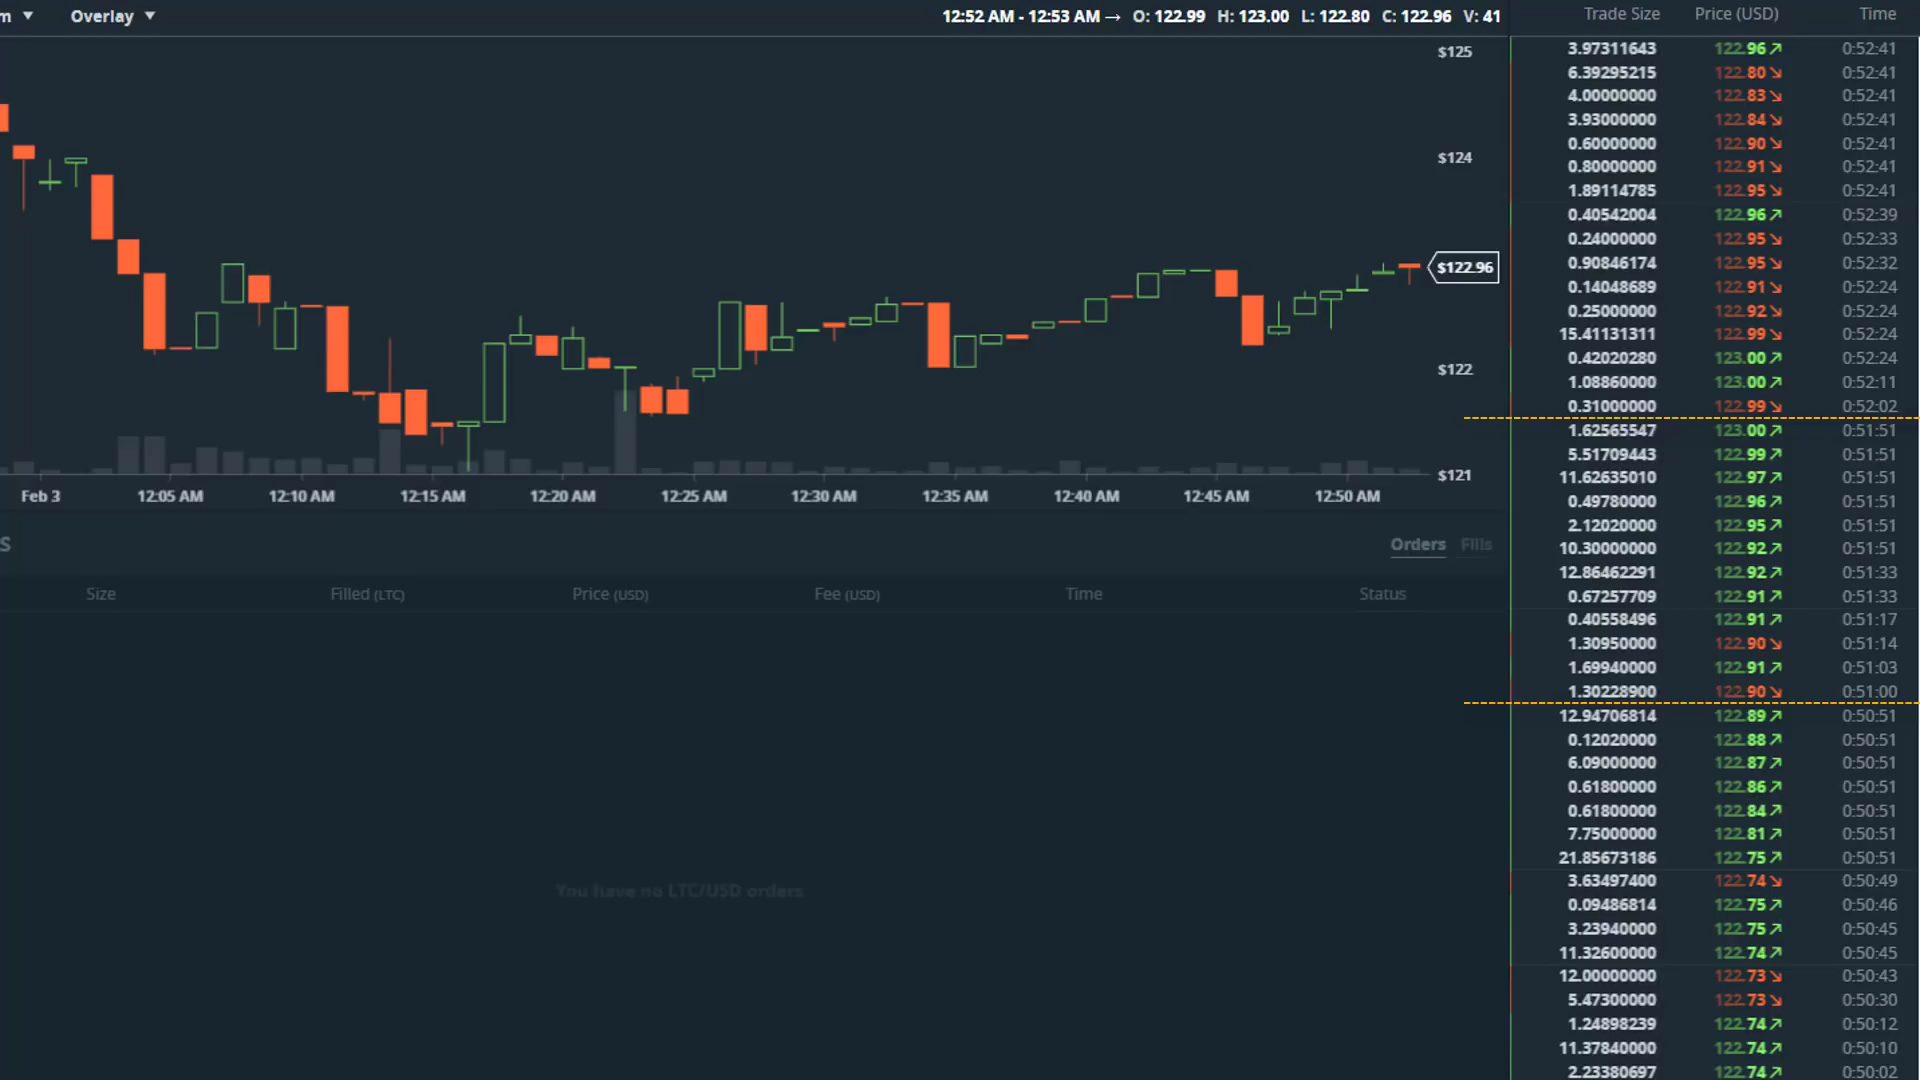 m ▼ Overlay ▼ 12:52 AM - 12:53 AM → O: 122.99 H: 123.00 L: 122.80 C: 122.96 V: 41
$125
$124
$122.96
$122
$121
Feb 3 12:05 AM 12:10 AM 12:15 AM 12:20 AM 12:25 AM 12:30 AM 12:35 AM 12:40 AM 12:45 AM 12:50 AM
S Orders Fills
Size Filled (LTC) Price (USD) Fee (USD) Time Status
You have no LTC/USD orders
Trade Size Price (USD) Time
3.97311643 122.96↗ 0:52:41
6.39295215 122.80↘ 0:52:41
4.00000000 122.83↘ 0:52:41
3.93000000 122.84↘ 0:52:41
0.60000000 122.90↘ 0:52:41
0.80000000 122.91↘ 0:52:41
1.89114785 122.95↘ 0:52:41
0.40542004 122.96↗ 0:52:39
0.24000000 122.95↘ 0:52:33
0.90846174 122.95↘ 0:52:32
0.14048689 122.91↘ 0:52:24
0.25000000 122.92↘ 0:52:24
15.41131311 122.99↘ 0:52:24
0.42020280 123.00↗ 0:52:24
1.08860000 123.00↗ 0:52:11
0.31000000 122.99↘ 0:52:02
1.62565547 123.00↗ 0:51:51
5.51709443 122.99↗ 0:51:51
11.62635010 122.97↗ 0:51:51
0.49780000 122.96↗ 0:51:51
2.12020000 122.95↗ 0:51:51
10.30000000 122.92↗ 0:51:51
12.86462291 122.92↗ 0:51:33
0.67257709 122.91↗ 0:51:33
0.40558496 122.91↗ 0:51:17
1.30950000 122.90↘ 0:51:14
1.69940000 122.91↗ 0:51:03
1.30228900 122.90↘ 0:51:00
12.94706814 122.89↗ 0:50:51
0.12020000 122.88↗ 0:50:51
6.09000000 122.87↗ 0:50:51
0.61800000 122.86↗ 0:50:51
0.61800000 122.84↗ 0:50:51
7.75000000 122.81↗ 0:50:51
21.85673186 122.75↗ 0:50:51
3.63497400 122.74↘ 0:50:49
0.09486814 122.75↗ 0:50:46
3.23940000 122.75↗ 0:50:45
11.32600000 122.74↗ 0:50:45
12.00000000 122.73↘ 0:50:43
5.47300000 122.73↘ 0:50:30
1.24898239 122.74↗ 0:50:12
11.37840000 122.74↗ 0:50:10
2.23380697 122.74↗ 0:50:02